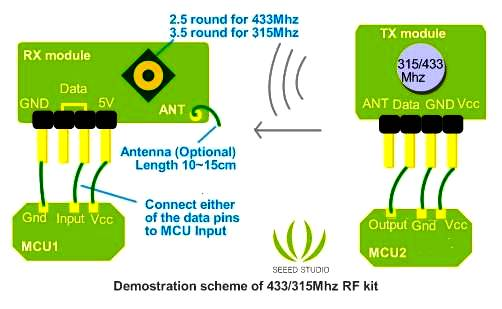 2.5 round for 433Mhz
3.5 round for 315Mhz
RX module
Data
GND
5V
ANT
Antenna (Optional)
Length 10~15cm
Connect either
of the data pins
to MCU Input
Gnd Input Vcc
MCU1
TX module
315/433
Mhz
ANT Data GND Vcc
Output Gnd Vcc
MCU2
SEEED STUDIO
Demostration scheme of 433/315Mhz RF kit